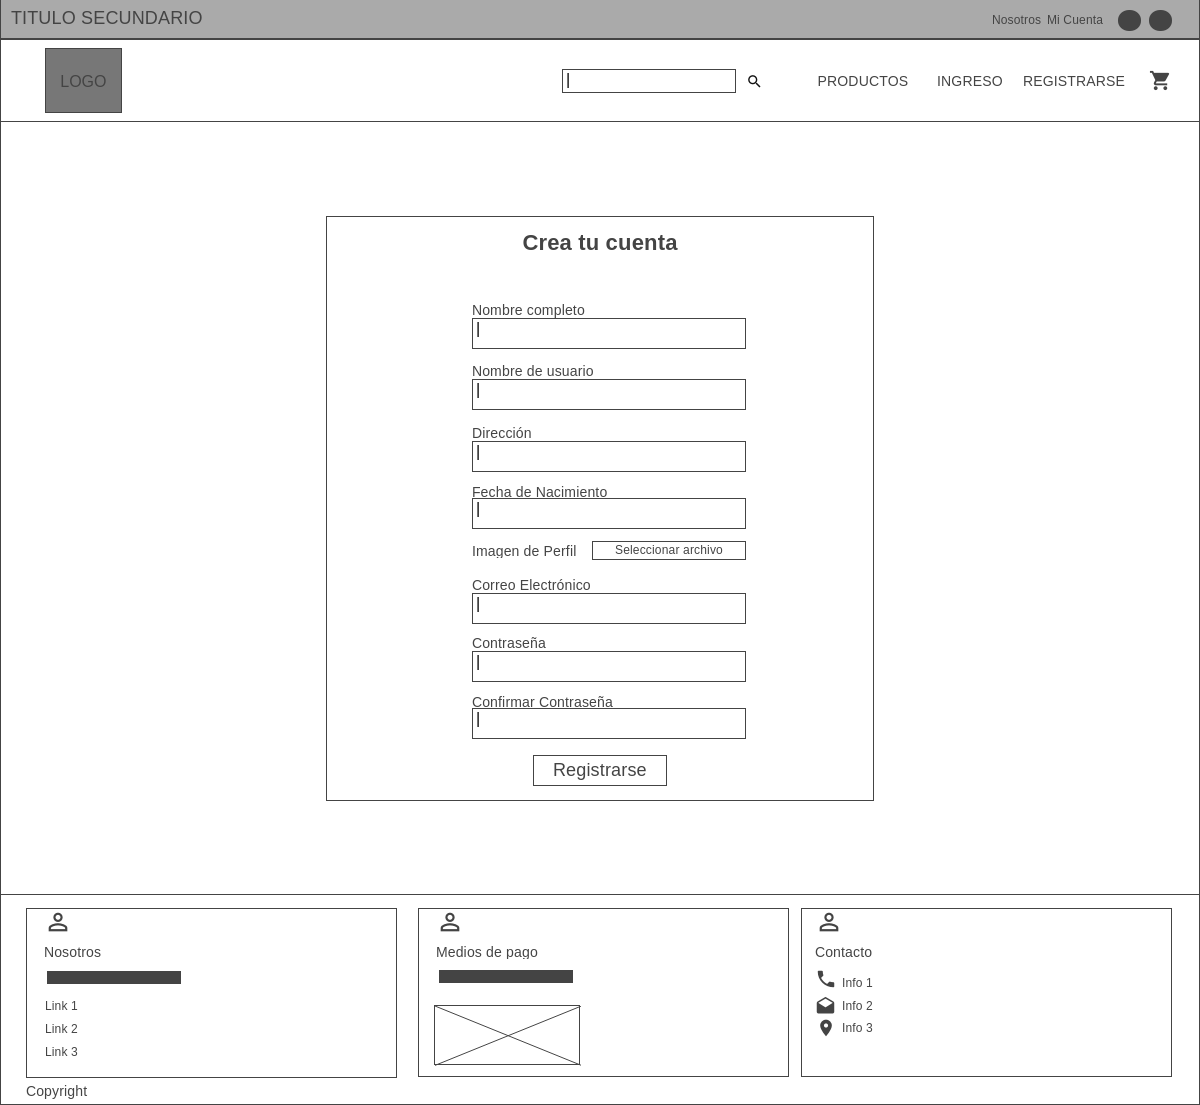 TITULO SECUNDARIO
Nosotros Mi Cuenta
LOGO
PRODUCTOS INGRESO REGISTRARSE
Crea tu cuenta
Nombre completo
Nombre de usuario
Dirección
Fecha de Nacimiento
Imagen de Perfil Seleccionar archivo
Correo Electrónico
Contraseña
Confirmar Contraseña
Registrarse
Nosotros
Link 1
Link 2
Link 3
Medios de pago
Contacto
Info 1
Info 2
Info 3
Copyright